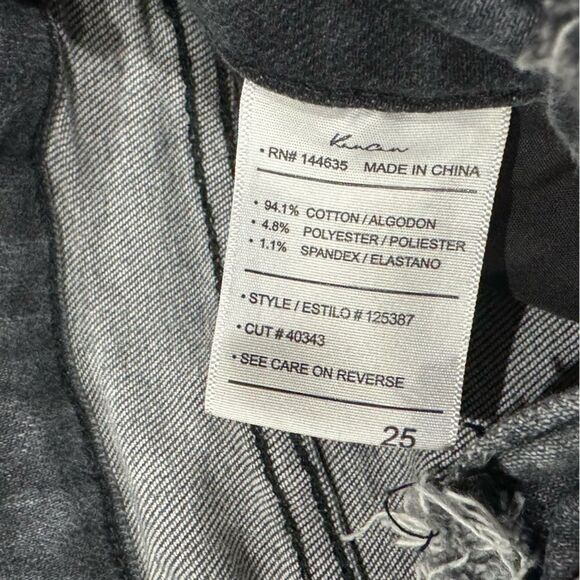 KanCan
• RN# 144635 MADE IN CHINA
• 94.1% COTTON / ALGODON
• 4.8% POLYESTER / POLIESTER
• 1.1% SPANDEX / ELASTANO
• STYLE / ESTILO # 125387
• CUT # 40343
• SEE CARE ON REVERSE
25